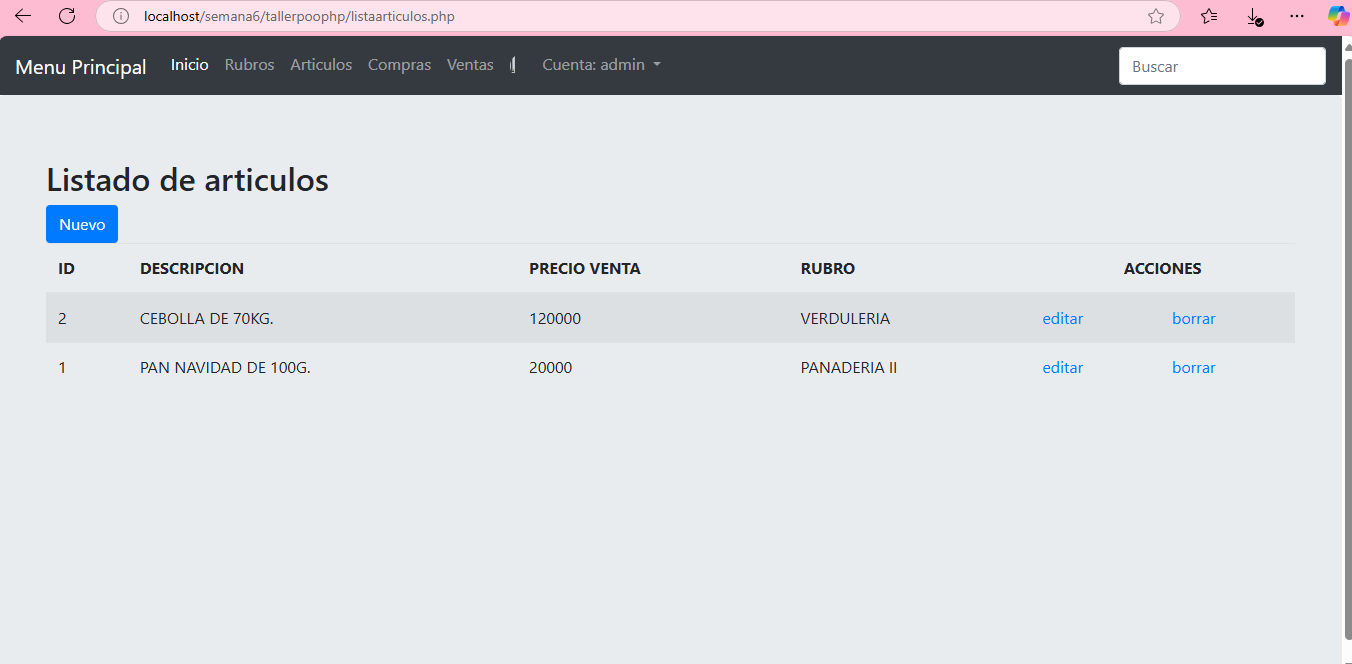 localhost/semana6/tallerpoophp/listaarticulos.php
Menu Principal Inicio Rubros Articulos Compras Ventas Cuenta: admin Buscar
Listado de articulos
Nuevo
ID DESCRIPCION PRECIO VENTA RUBRO ACCIONES
2 CEBOLLA DE 70KG. 120000 VERDULERIA editar borrar
1 PAN NAVIDAD DE 100G. 20000 PANADERIA II editar borrar